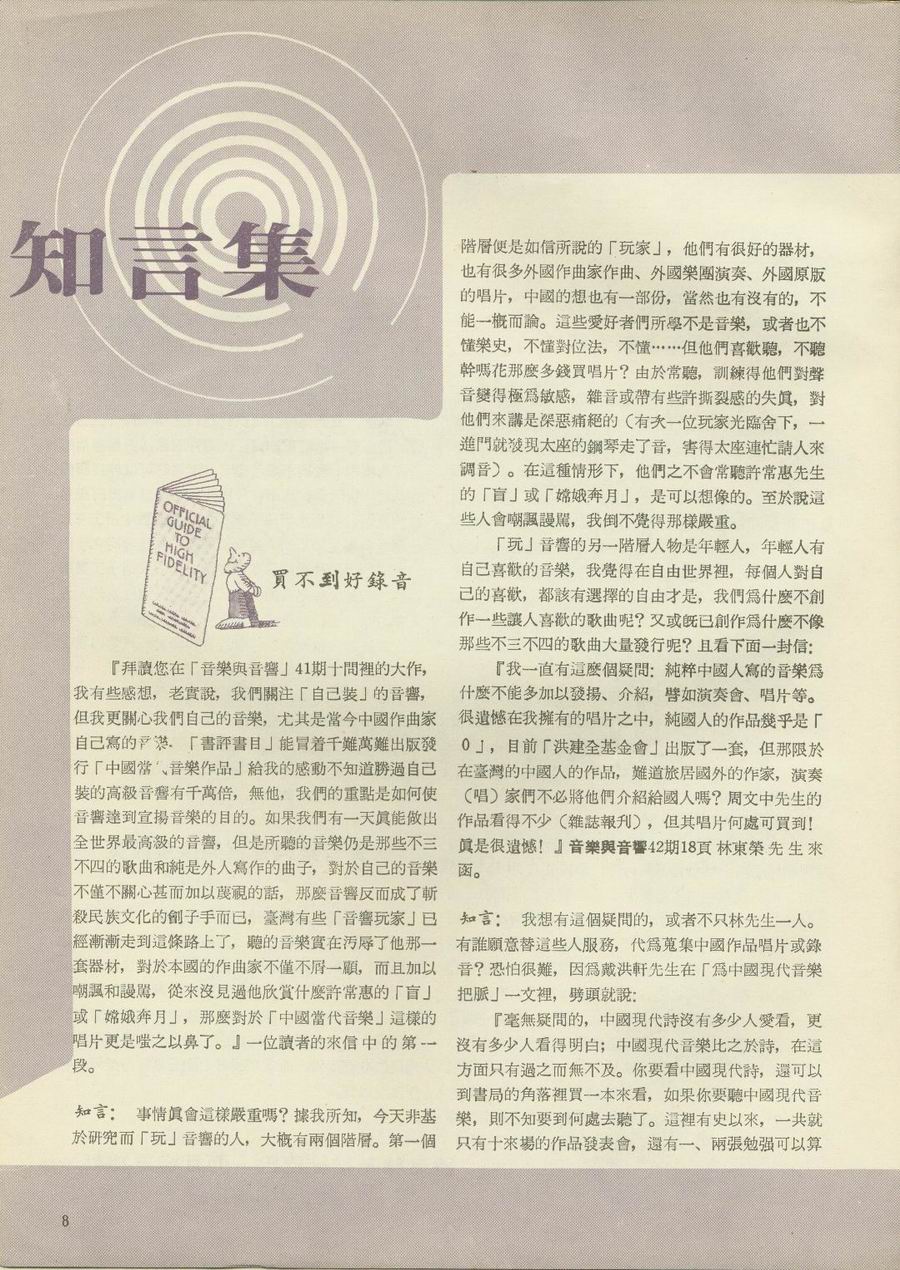 知言集
OFFICIAL
GUIDE
TO
HIGH
FIDELITY
買不到好錄音
『拜讀您在「音樂與音響」41期十問裡的大作，
我有些感想，老實說，我們關注「自己裝」的音響，
但我更關心我們自己的音樂，尤其是當今中國作曲家
自己寫的音樂．「書評書目」能冒着千難萬難出版發
行「中國當、音樂作品」給我的感動不知道勝過自己
裝的高級音響有千萬倍，無他，我們的重點是如何使
音響達到宣揚音樂的目的。如果我們有一天眞能做出
全世界最高級的音響，但是所聽的音樂仍是那些不三
不四的歌曲和純是外人寫作的曲子，對於自己的音樂
不僅不關心甚而加以蔑視的話，那麼音響反而成了斬
殺民族文化的劊子手而已，臺灣有些「音響玩家」已
經漸漸走到這條路上了，聽的音樂實在汚辱了他那一
套器材，對於本國的作曲家不僅不屑一顧，而且加以
嘲諷和謾駡，從來沒見過他欣賞什麼許常惠的「盲」
或「嫦娥奔月」，那麼對於「中國當代音樂」這樣的
唱片更是嗤之以鼻了。』一位讀者的來信中的第一
段。
知言：　事情眞會這樣嚴重嗎？據我所知，今天非基
於研究而「玩」音響的人，大槪有兩個階層。第一個
階層便是如信所說的「玩家」，他們有很好的器材，
也有很多外國作曲家作曲、外國樂團演奏、外國原版
的唱片，中國的想也有一部份，當然也有沒有的，不
能一槪而論。這些愛好者們所學不是音樂，或者也不
懂樂史，不懂對位法，不懂……但他們喜歡聽，不聽
幹嗎花那麼多錢買唱片？由於常聽，訓練得他們對聲
音變得極爲敏感，雜音或帶有些許撕裂感的失眞，對
他們來講是深惡痛絕的（有次一位玩家光臨舍下，一
進門就發現太座的鋼琴走了音，害得太座連忙請人來
調音）。在這種情形下，他們之不會常聽許常惠先生
的「盲」或「嫦娥奔月」，是可以想像的。至於說這
些人會嘲諷謾駡，我倒不覺得那樣嚴重。
「玩」音響的另一階層人物是年輕人，年輕人有
自己喜歡的音樂，我覺得在自由世界裡，每個人對自
己的喜歡，都該有選擇的自由才是，我們爲什麼不創
作一些讓人喜歡的歌曲呢？又或旣已創作爲什麼不像
那些不三不四的歌曲大量發行呢？且看下面一封信：
『我一直有這麼個疑問：純粹中國人寫的音樂爲
什麼不能多加以發揚、介紹，譬如演奏會、唱片等。
很遺憾在我擁有的唱片之中，純國人的作品幾乎是「
０」，目前「洪建全基金會」出版了一套，但那限於
在臺灣的中國人的作品，難道旅居國外的作家，演奏
（唱）家們不必將他們介紹給國人嗎？周文中先生的
作品看得不少（雜誌報刋），但其唱片何處可買到！
眞是很遺憾！』音樂與音響42期18頁林東榮先生來
函。
知言：　我想有這個疑問的，或者不只林先生一人。
有誰願意替這些人服務，代爲蒐集中國作品唱片或錄
音？恐怕很難，因爲戴洪軒先生在「爲中國現代音樂
把脈」一文裡，劈頭就說：
『毫無疑問的，中國現代詩沒有多少人愛看，更
沒有多少人看得明白；中國現代音樂比之於詩，在這
方面只有過之而無不及。你要看中國現代詩，還可以
到書局的角落裡買一本來看，如果你要聽中國現代音
樂，則不知要到何處去聽了。這裡有史以來，一共就
只有十來場的作品發表會，還有一、兩張勉强可以算
8